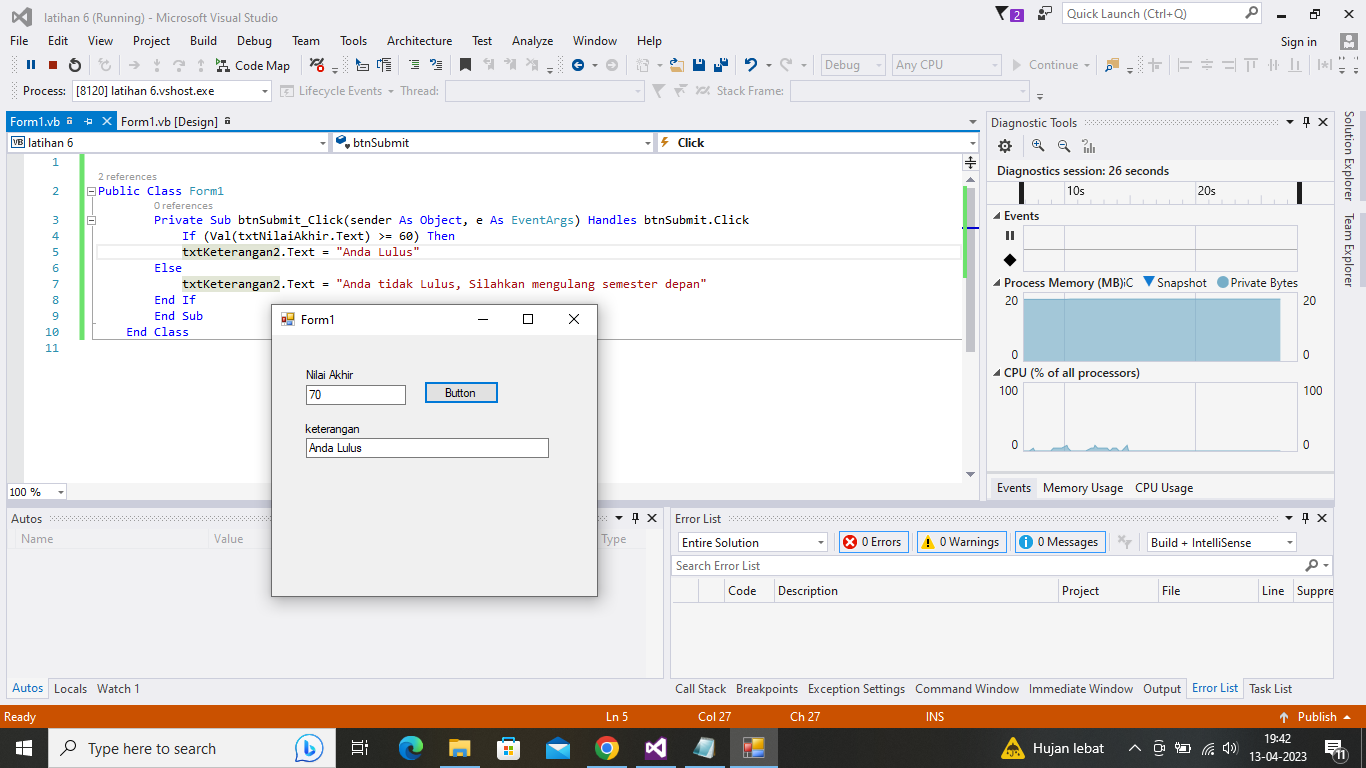 latihan 6 (Running) - Microsoft Visual Studio
2
Quick Launch (Ctrl+Q)
File Edit View Project Build Debug Team Tools Architecture Test Analyze Window Help
Sign in
Code Map
Debug
Any CPU
Continue
Process: [8120] latihan 6.vshost.exe
Lifecycle Events
Thread:
Stack Frame:
Form1.vb
Form1.vb [Design]
VB latihan 6
btnSubmit
Click
1
2 references
2 Public Class Form1
0 references
3 Private Sub btnSubmit_Click(sender As Object, e As EventArgs) Handles btnSubmit.Click
4 If (Val(txtNilaiAkhir.Text) >= 60) Then
5 txtKeterangan2.Text = "Anda Lulus"
6 Else
7 txtKeterangan2.Text = "Anda tidak Lulus, Silahkan mengulang semester depan"
8 End If
9 End Sub
10 End Class
11
100 %
Form1
Nilai Akhir
70
Button
keterangan
Anda Lulus
Diagnostic Tools
Diagnostics session: 26 seconds
10s 20s
Events
Process Memory (MB)
Snapshot
Private Bytes
20 20
0 0
CPU (% of all processors)
100 100
0 0
Events Memory Usage CPU Usage
Solution Explorer
Team Explorer
Autos
Name Value Type
Autos Locals Watch 1
Error List
Entire Solution
0 Errors
0 Warnings
0 Messages
Build + IntelliSense
Search Error List
Code Description Project File Line Suppre
Call Stack Breakpoints Exception Settings Command Window Immediate Window Output Error List Task List
Ready
Ln 5 Col 27 Ch 27 INS
Publish
Type here to search
Hujan lebat
19:42
13-04-2023
11